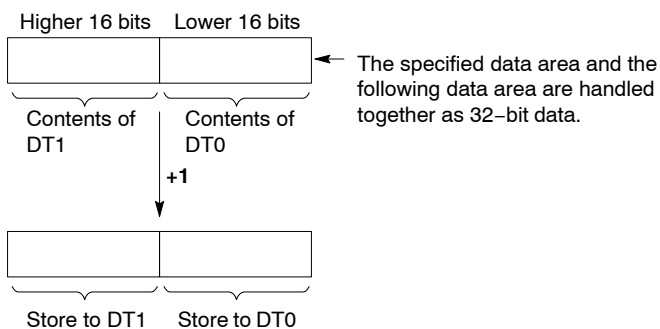 Higher 16 bits Lower 16 bits
The specified data area and the
following data area are handled
together as 32−bit data.
Contents of
DT1
Contents of
DT0
+1
Store to DT1 Store to DT0